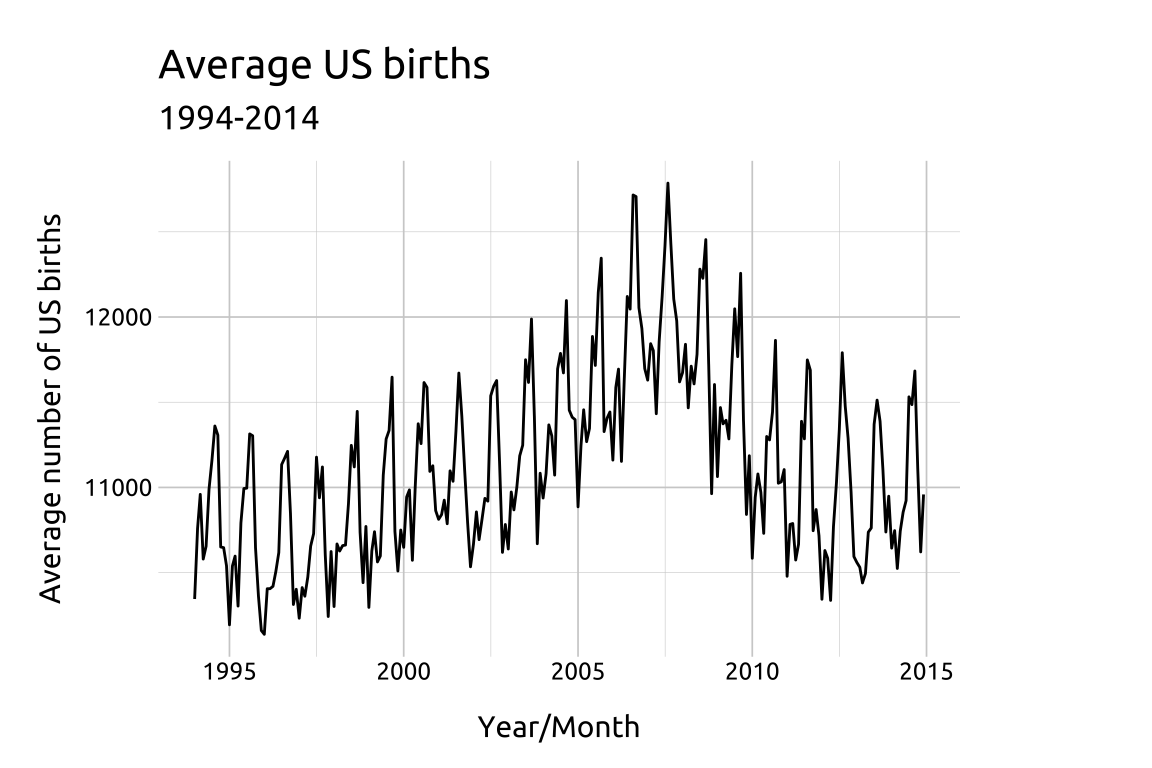 Average US births
1994-2014
Average number of US births
12000
11000
1995 2000 2005 2010 2015
Year/Month